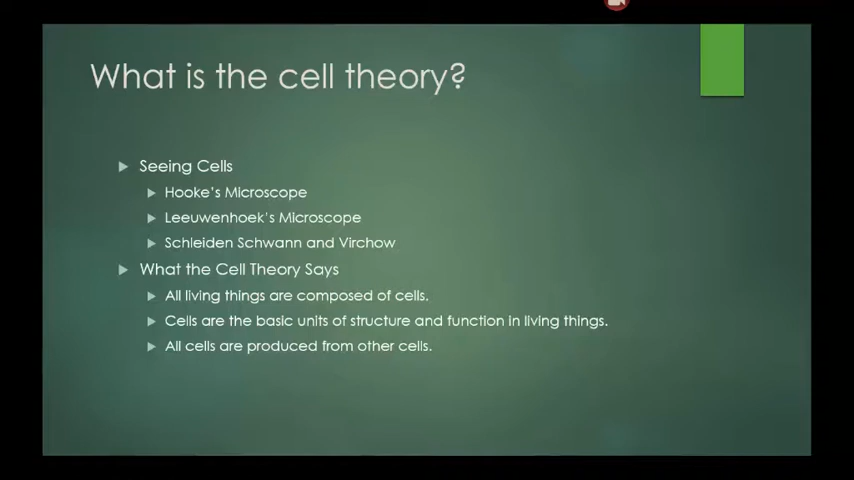 What is the cell theory?
Seeing Cells
Hooke's Microscope
Leeuwenhoek's Microscope
Schleiden Schwann and Virchow
What the Cell Theory Says
All living things are composed of cells.
Cells are the basic units of structure and function in living things.
All cells are produced from other cells.